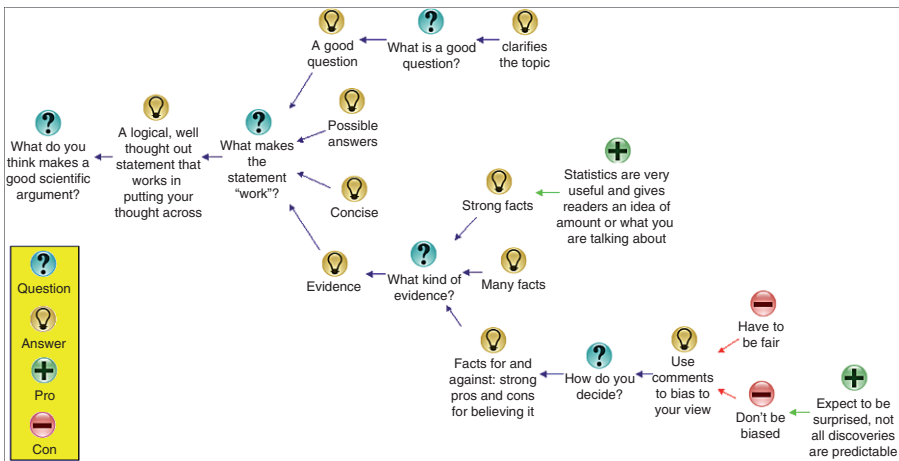 A good
question
What is a good
question?
clarifies
the topic
What do you
think makes a
good scientific
argument?
A logical, well
thought out
statement that
works in
putting your
thought across
What makes
the
statement
“work”?
Possible
answers
Concise
Evidence
What kind of
evidence?
Strong facts
Statistics are very
useful and gives
readers an idea of
amount or what you
are talking about
Many facts
Facts for and
against: strong
pros and cons
for believing it
How do you
decide?
Use
comments
to bias to
your view
Have to
be fair
Don’t be
biased
Expect to be
surprised, not
all discoveries
are predictable
Question
Answer
Pro
Con